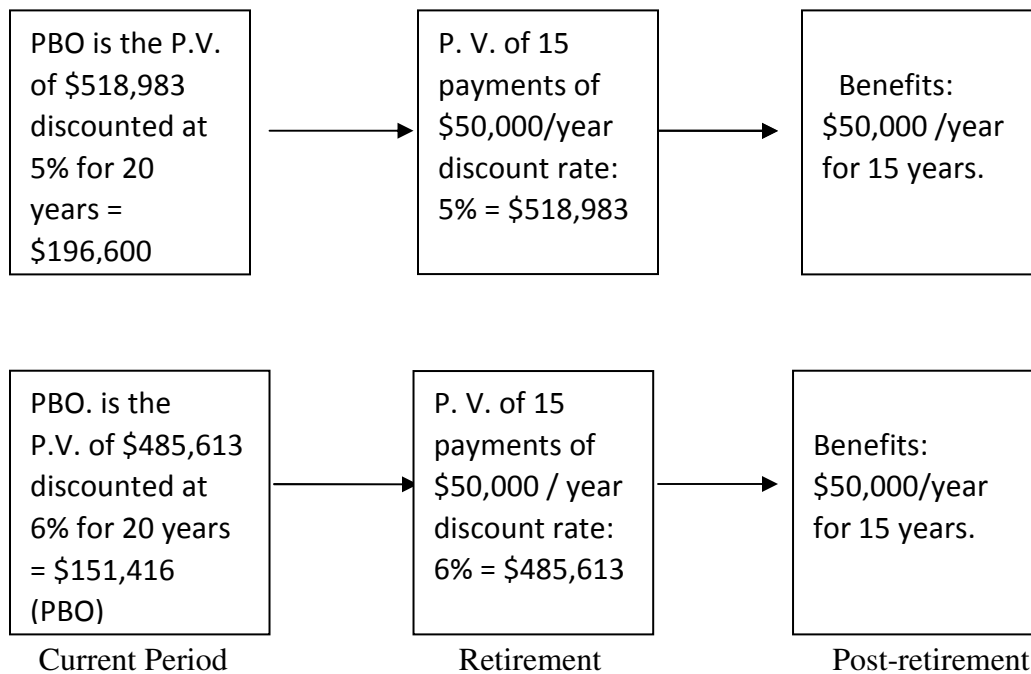 PBO is the P.V.
of $518,983
discounted at
5% for 20
years =
$196,600
P. V. of 15
payments of
$50,000/year
discount rate:
5% = $518,983
Benefits:
$50,000 /year
for 15 years.
PBO. is the
P.V. of $485,613
discounted at
6% for 20 years
= $151,416
(PBO)
P. V. of 15
payments of
$50,000 / year
discount rate:
6% = $485,613
Benefits:
$50,000/year
for 15 years.
Current Period
Retirement
Post-retirement